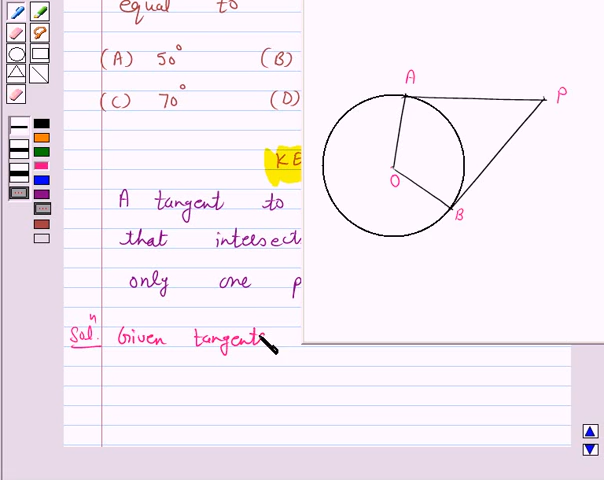 equal to
(A) 50° (B)
(C) 70° (D)
KE
A tangent to
that intersect
only one p
Solⁿ. Given tangents
A
P
O
B